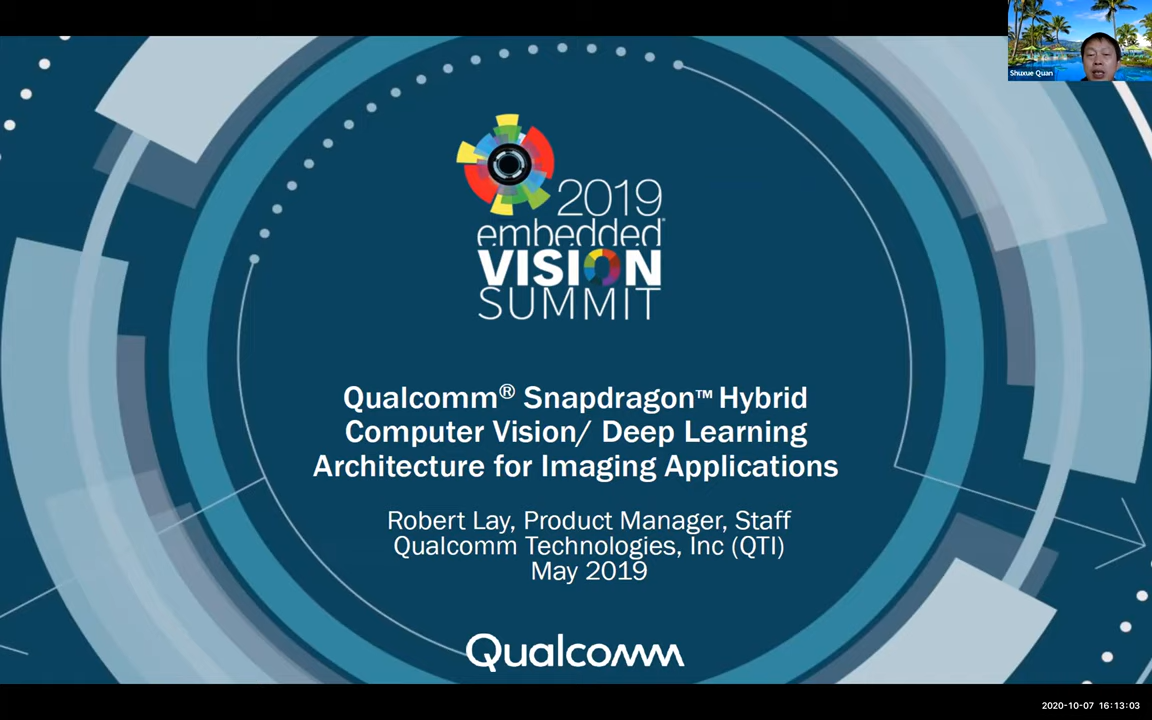 Shuxue Quan
2019
embedded
VISION
SUMMIT
Qualcomm® Snapdragon™ Hybrid
Computer Vision/ Deep Learning
Architecture for Imaging Applications
Robert Lay, Product Manager, Staff
Qualcomm Technologies, Inc (QTI)
May 2019
Qualcomm
2020-10-07 16:13:03